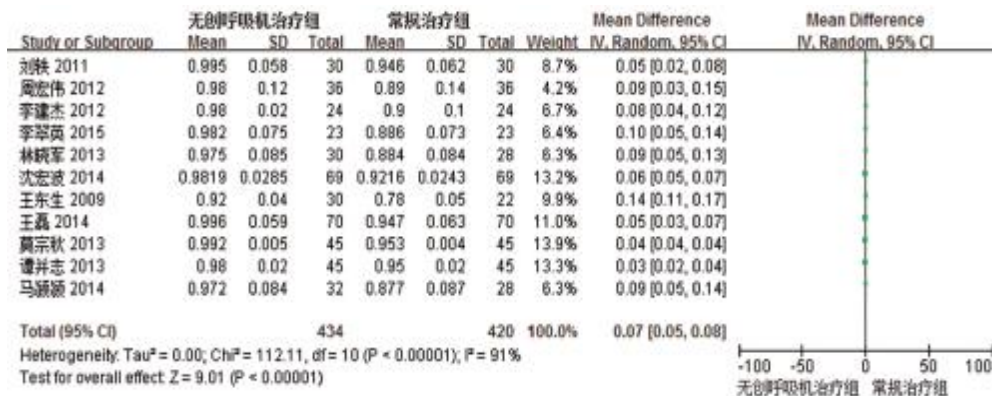 无创呼吸机治疗组 常规治疗组 Mean Difference Mean Difference
Study or Subgroup Mean SD Total Mean SD Total Weight IV, Random, 95% CI IV, Random, 95% CI
刘轶 2011 0.995 0.058 30 0.946 0.062 30 8.7% 0.05 [0.02, 0.08]
周宏伟 2012 0.98 0.12 36 0.89 0.14 36 4.2% 0.09 [0.03, 0.15]
李建杰 2012 0.98 0.02 24 0.9 0.1 24 6.7% 0.08 [0.04, 0.12]
李翠英 2015 0.982 0.075 23 0.886 0.073 23 6.4% 0.10 [0.05, 0.14]
林晓军 2013 0.975 0.085 30 0.884 0.084 28 6.3% 0.09 [0.05, 0.13]
沈宏波 2014 0.9819 0.0285 69 0.9216 0.0243 69 13.2% 0.06 [0.05, 0.07]
王东生 2009 0.92 0.04 30 0.78 0.05 22 9.9% 0.14 [0.11, 0.17]
王磊 2014 0.996 0.059 70 0.947 0.063 70 11.0% 0.05 [0.03, 0.07]
莫宗秋 2013 0.992 0.005 45 0.953 0.004 45 13.9% 0.04 [0.04, 0.04]
谭并志 2013 0.98 0.02 45 0.95 0.02 45 13.3% 0.03 [0.02, 0.04]
马颍颍 2014 0.972 0.084 32 0.877 0.087 28 6.3% 0.09 [0.05, 0.14]
Total (95% CI) 434 420 100.0% 0.07 [0.05, 0.08]
Heterogeneity: Tau² = 0.00; Chi² = 112.11, df = 10 (P < 0.00001); I² = 91%
Test for overall effect: Z = 9.01 (P < 0.00001)
-100 -50 0 50 100
无创呼吸机治疗组 常规治疗组